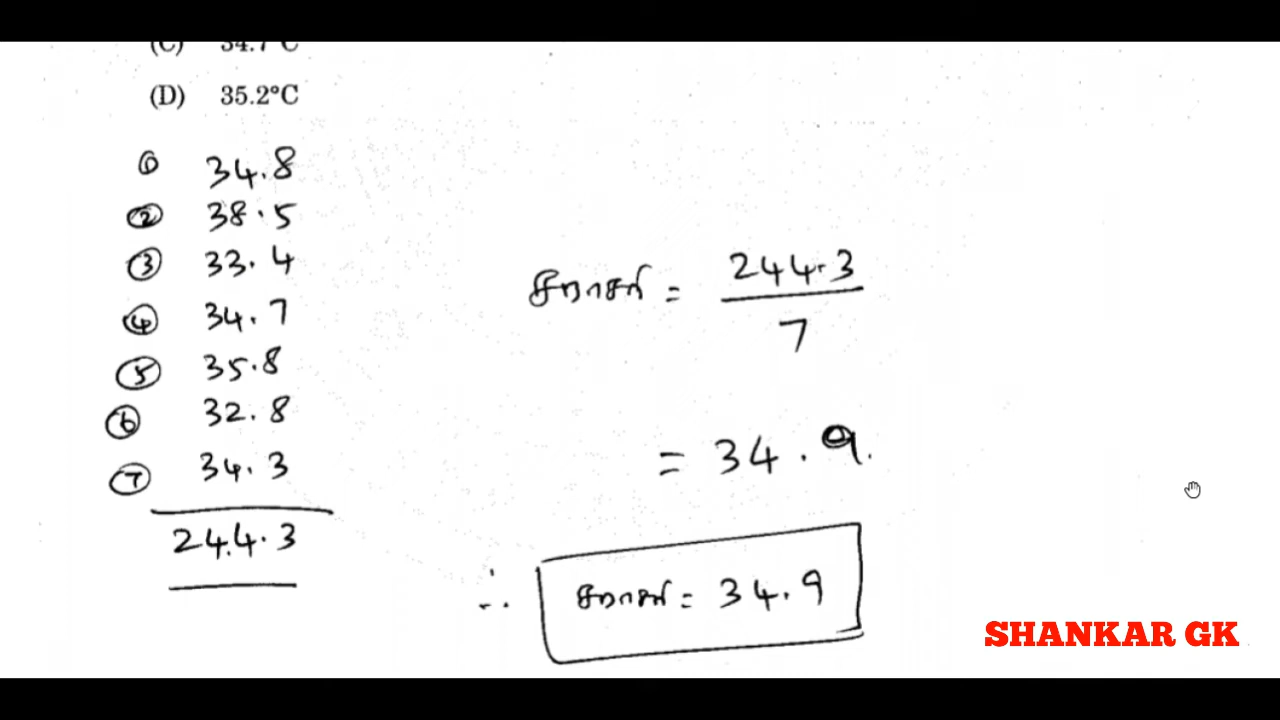 (C) 34.7°C
(D) 35.2°C
① 34.8
② 38.5
③ 33.4
④ 34.7
⑤ 35.8
⑥ 32.8
⑦ 34.3
244.3
சராசரி = 244.3
7
= 34.9.
∴ சராசரி = 34.9
SHANKAR GK